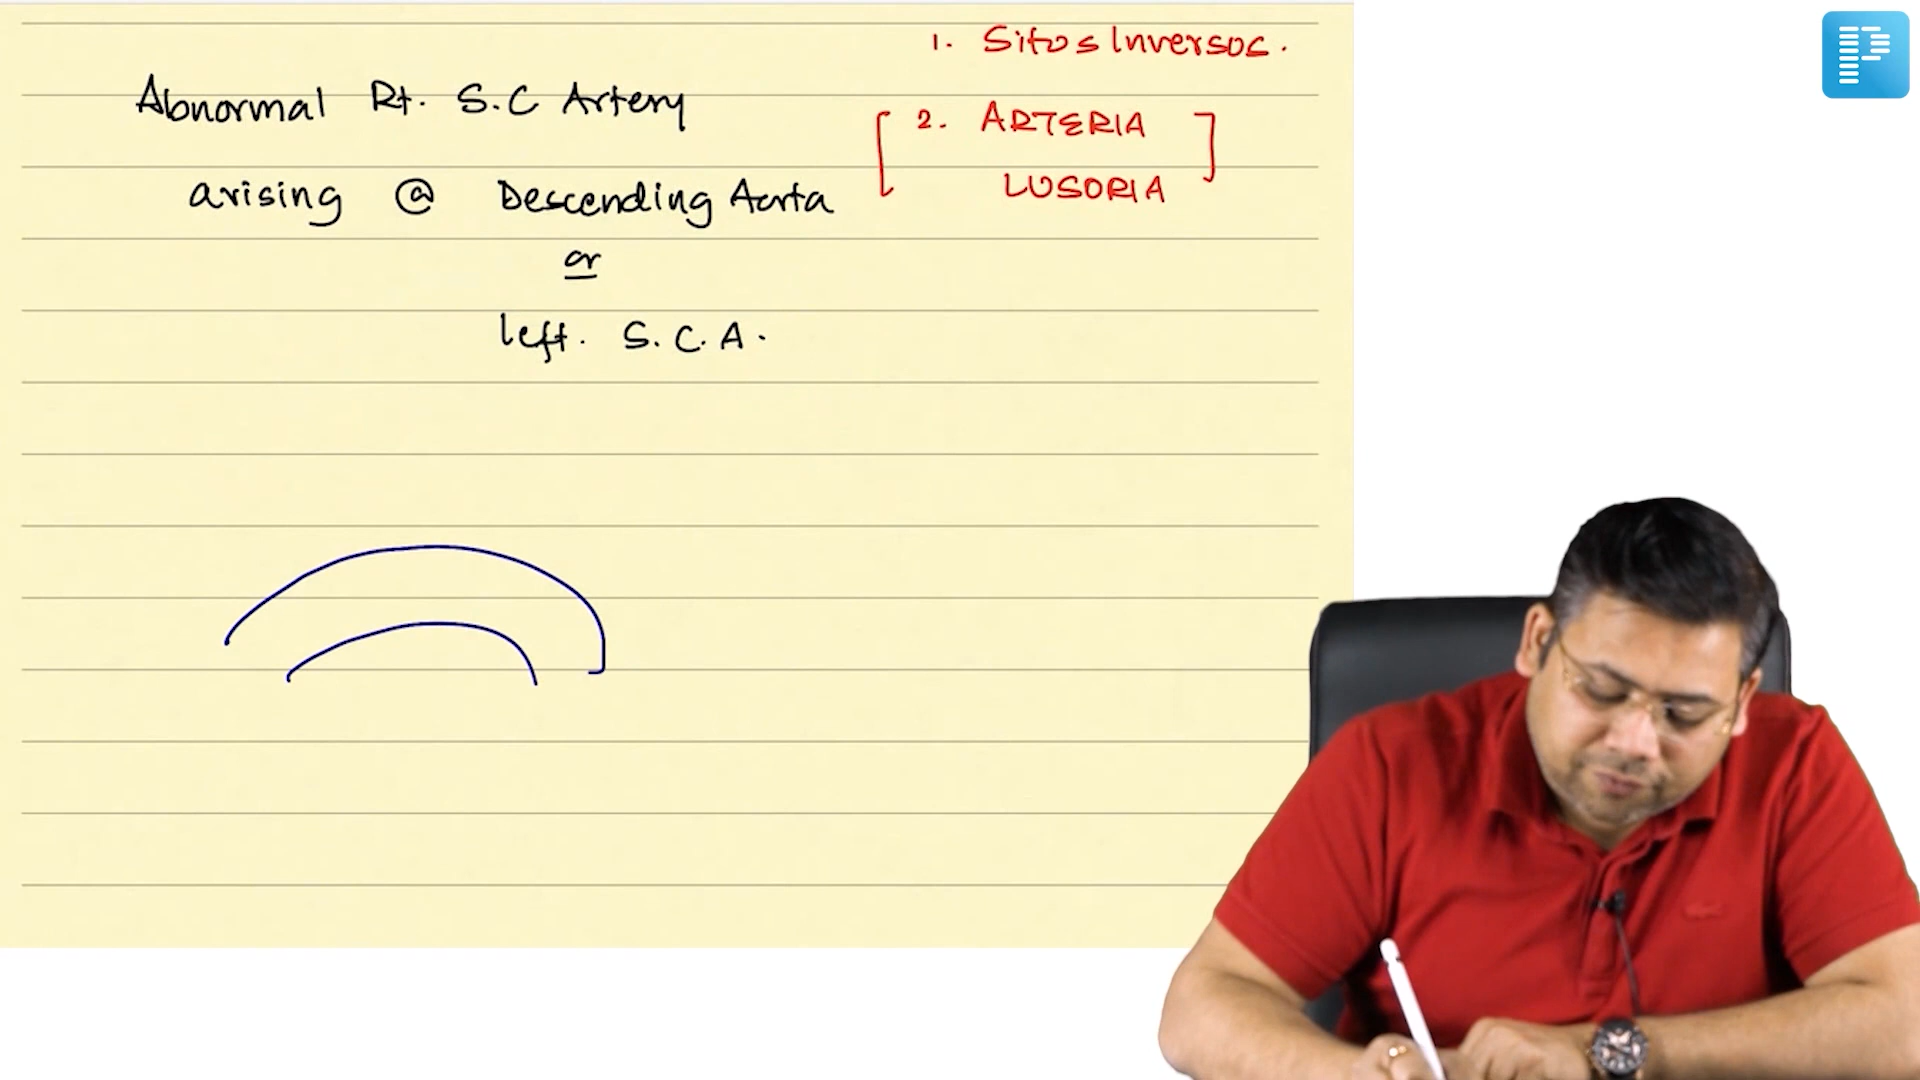 1. Situs Inversus.
Abnormal Rt. S.C Artery
2. ARTERIA
LUSORIA
arising @ Descending Aorta
or
left. S.C.A.